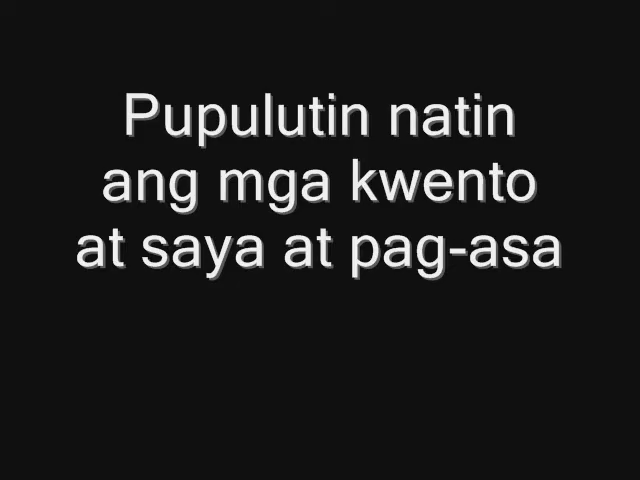 Pupulutin natin
ang mga kwento
at saya at pag-asa